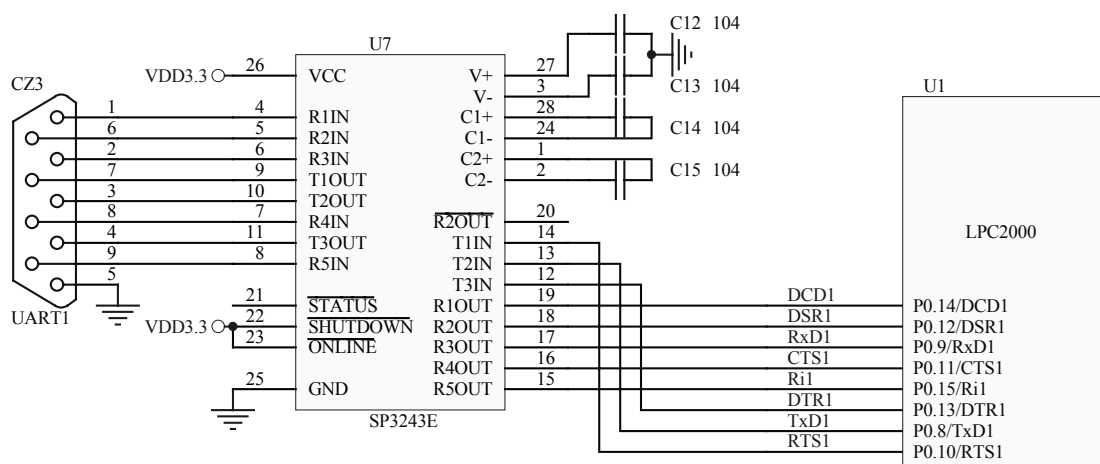 C12 104
U7
26
VDD3.3
VCC
V+
27
CZ3
3
V-
C13 104
U1
1
4
R1IN
C1+
28
6
5
R2IN
C1-
24
C14 104
2
6
R3IN
C2+
1
7
9
T1OUT
C2-
2
C15 104
3
10
T2OUT
8
7
R4IN
R2OUT
20
4
11
T3OUT
T1IN
14
LPC2000
9
8
R5IN
T2IN
13
5
T3IN
12
21
STATUS
R1OUT
19
DCD1
P0.14/DCD1
UART1
VDD3.3
22
SHUTDOWN
R2OUT
18
DSR1
P0.12/DSR1
23
ONLINE
R3OUT
17
RxD1
P0.9/RxD1
R4OUT
16
CTS1
P0.11/CTS1
25
GND
R5OUT
15
Ri1
P0.15/Ri1
DTR1
P0.13/DTR1
SP3243E
TxD1
P0.8/TxD1
RTS1
P0.10/RTS1